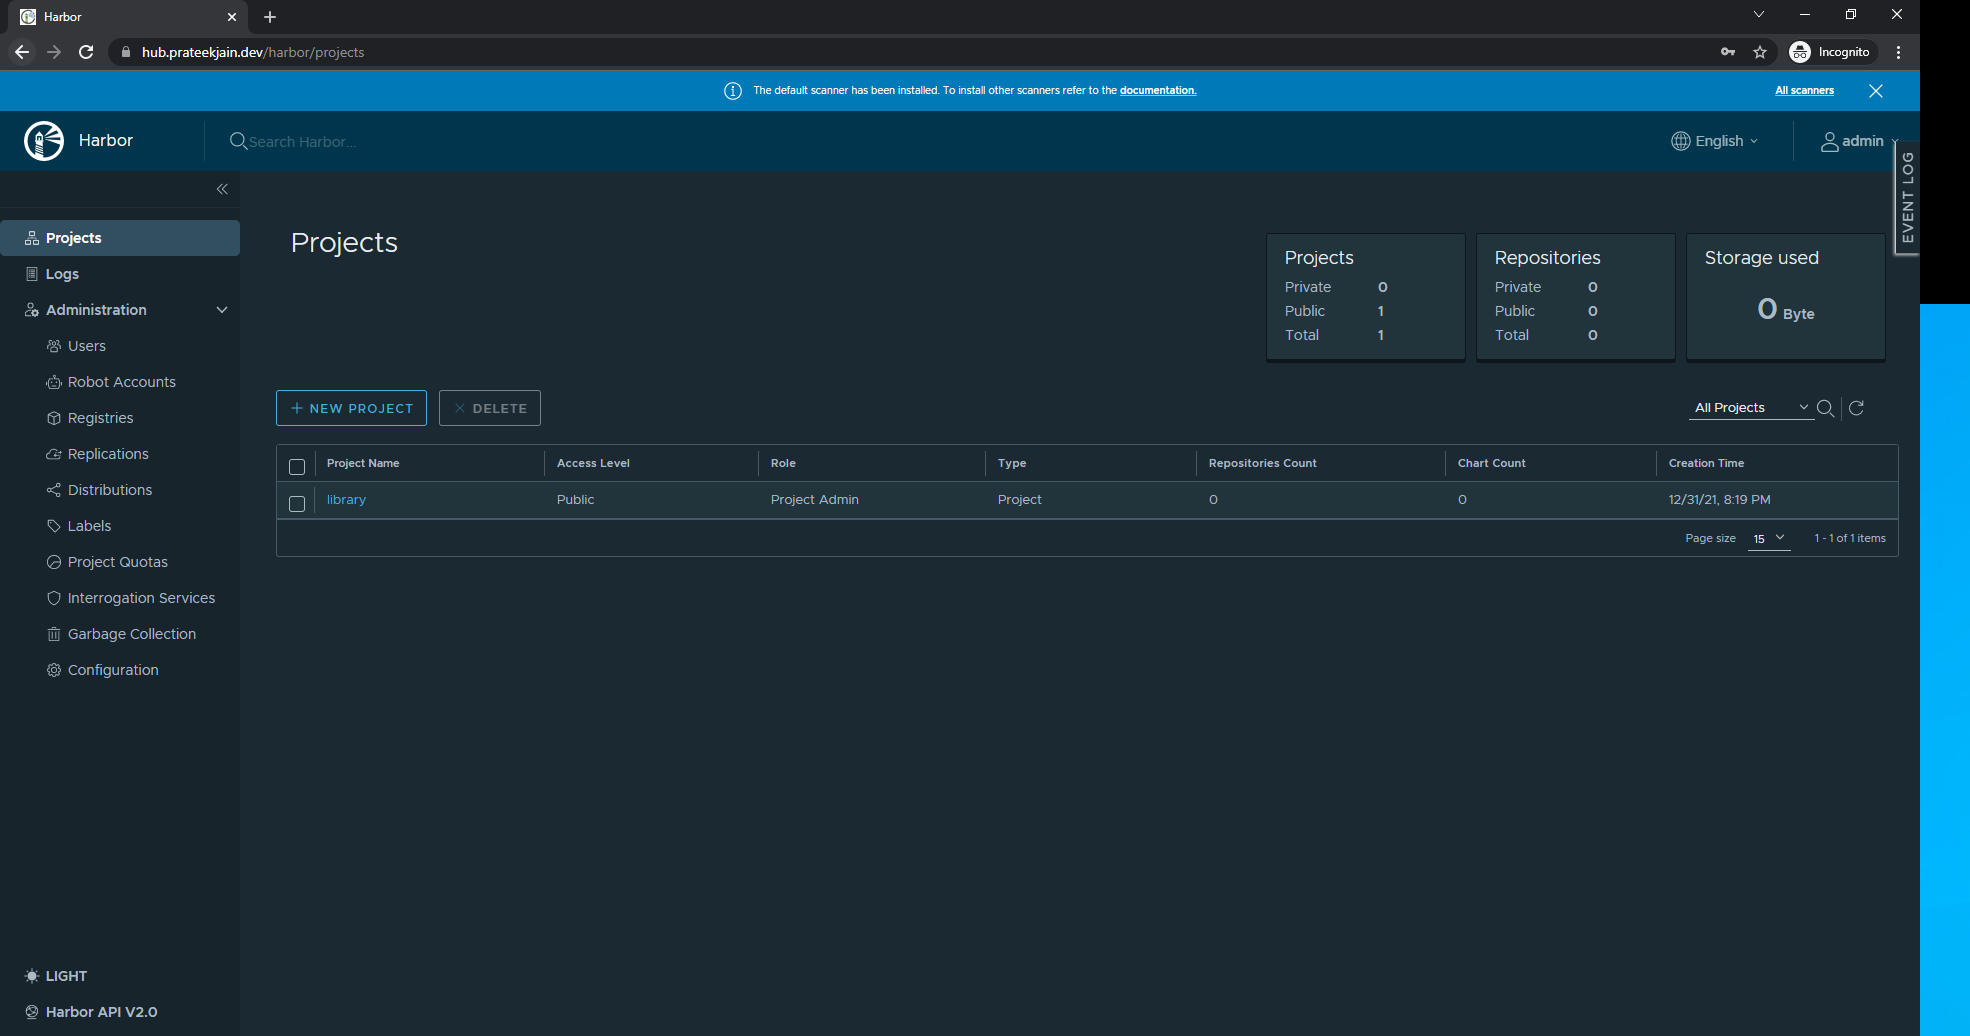 Harbor
hub.prateekjain.dev/harbor/projects
Incognito
The default scanner has been installed. To install other scanners refer to the documentation.
All scanners
Harbor
Search Harbor...
English
admin
EVENT LOG
Projects
Logs
Administration
Users
Robot Accounts
Registries
Replications
Distributions
Labels
Project Quotas
Interrogation Services
Garbage Collection
Configuration
LIGHT
Harbor API V2.0
Projects
Projects
Private 0
Public 1
Total 1
Repositories
Private 0
Public 0
Total 0
Storage used
0 Byte
NEW PROJECT
DELETE
All Projects
Project Name Access Level Role Type Repositories Count Chart Count Creation Time
library Public Project Admin Project 0 0 12/31/21, 8:19 PM
Page size 15 1 - 1 of 1 items